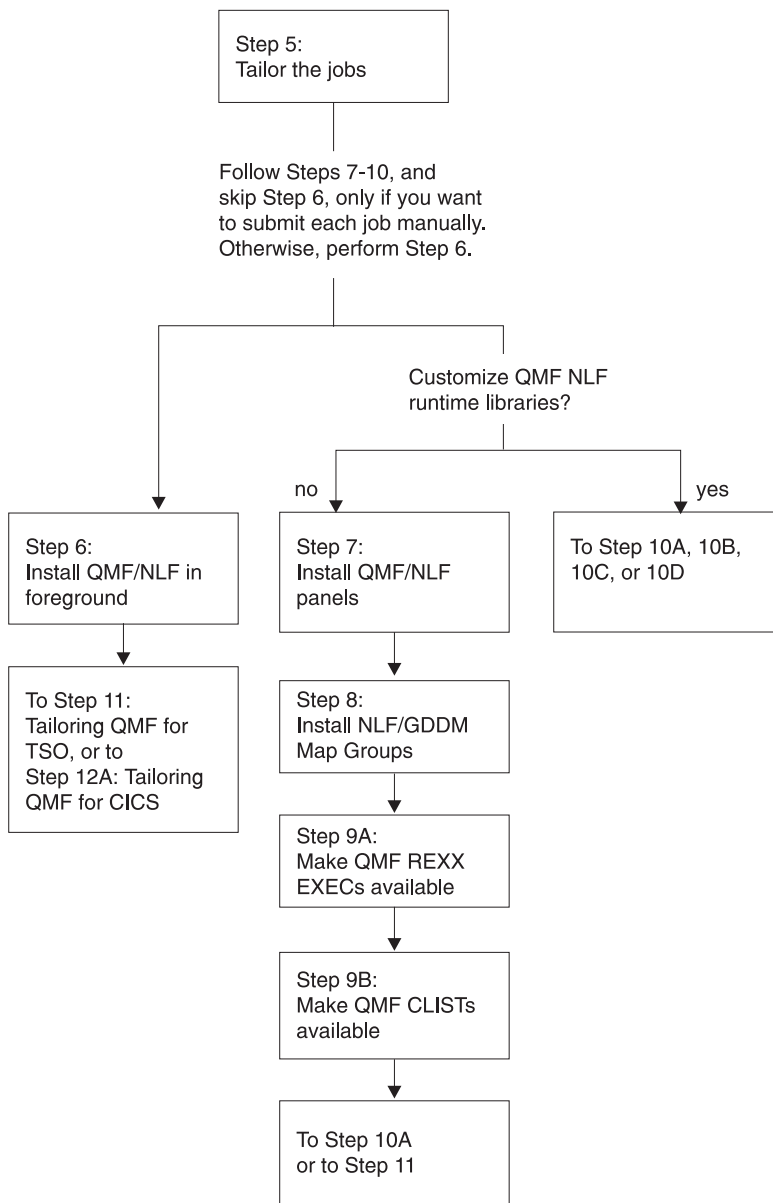 Step 5:
Tailor the jobs
Follow Steps 7-10, and
skip Step 6, only if you want
to submit each job manually.
Otherwise, perform Step 6.
Customize QMF NLF
runtime libraries?
no
yes
Step 6:
Install QMF/NLF in
foreground
Step 7:
Install QMF/NLF
panels
To Step 10A, 10B,
10C, or 10D
To Step 11:
Tailoring QMF for
TSO, or to
Step 12A: Tailoring
QMF for CICS
Step 8:
Install NLF/GDDM
Map Groups
Step 9A:
Make QMF REXX
EXECs available
Step 9B:
Make QMF CLISTs
available
To Step 10A
or to Step 11